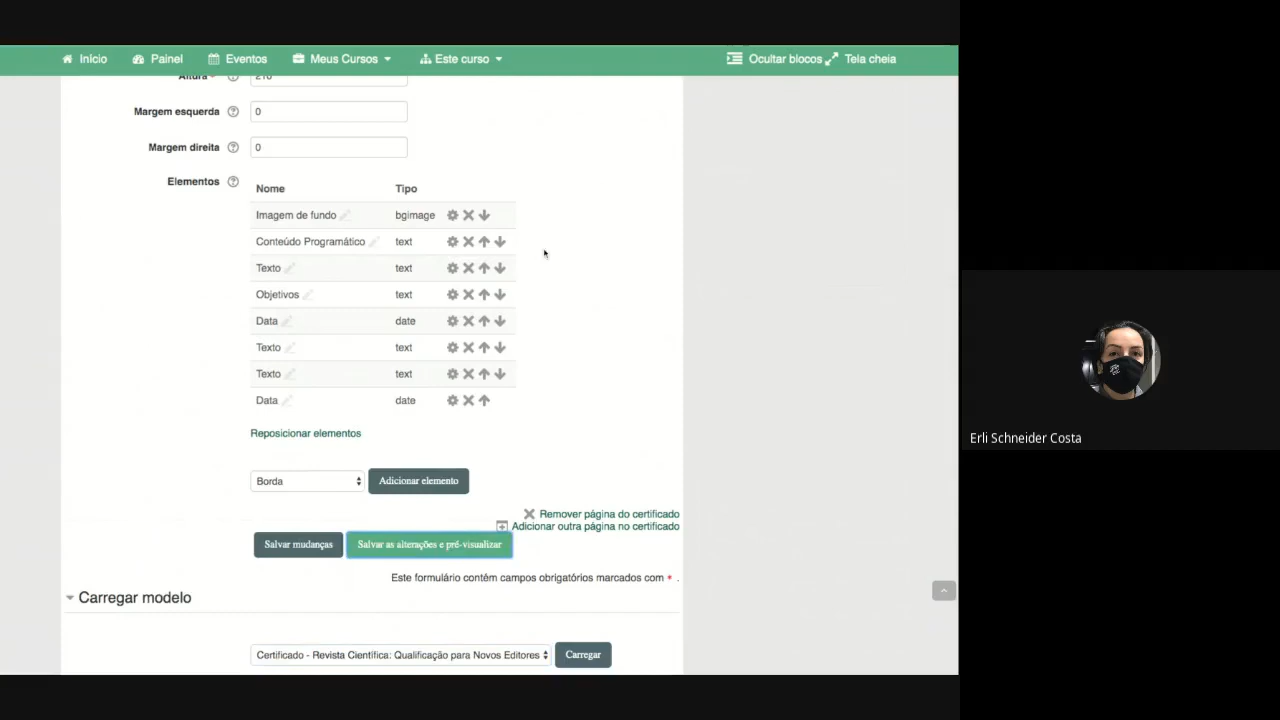 Início Painel Eventos Meus Cursos Este curso Ocultar blocos Tela cheia
Altura * 210
Margem esquerda 0
Margem direita 0
Elementos
Nome Tipo
Imagem de fundo bgimage
Conteúdo Programático text
Texto text
Objetivos text
Data date
Texto text
Texto text
Data date
Reposicionar elementos
Borda Adicionar elemento
Remover página do certificado
Adicionar outra página no certificado
Salvar mudanças Salvar as alterações e pré-visualizar
Este formulário contém campos obrigatórios marcados com * .
Carregar modelo
Certificado - Revista Científica: Qualificação para Novos Editores Carregar
Erli Schneider Costa